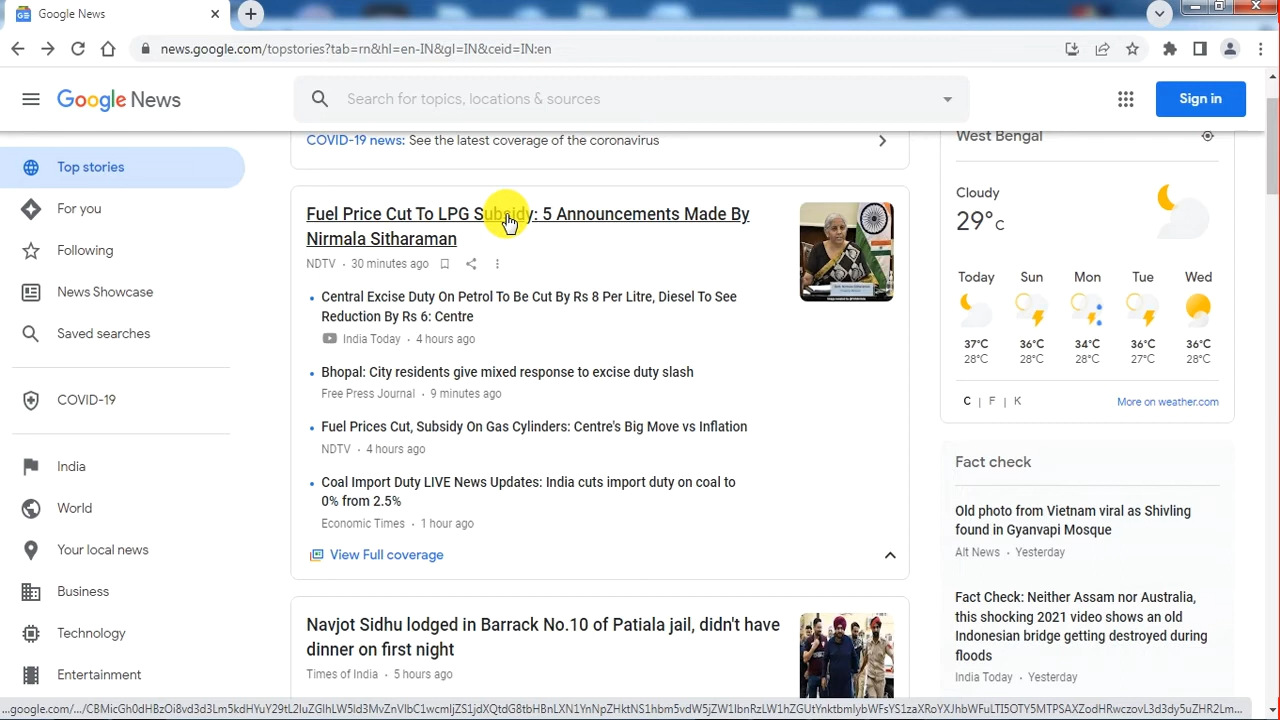 Google News
news.google.com/topstories?tab=rn&hl=en-IN&gl=IN&ceid=IN:en
Google News
Search for topics, locations & sources
Sign in
Top stories
For you
Following
News Showcase
Saved searches
COVID-19
India
World
Your local news
Business
Technology
Entertainment
COVID-19 news: See the latest coverage of the coronavirus
Fuel Price Cut To LPG Subsidy: 5 Announcements Made By
Nirmala Sitharaman
NDTV · 30 minutes ago
Central Excise Duty On Petrol To Be Cut By Rs 8 Per Litre, Diesel To See
Reduction By Rs 6: Centre
India Today · 4 hours ago
Bhopal: City residents give mixed response to excise duty slash
Free Press Journal · 9 minutes ago
Fuel Prices Cut, Subsidy On Gas Cylinders: Centre's Big Move vs Inflation
NDTV · 4 hours ago
Coal Import Duty LIVE News Updates: India cuts import duty on coal to
0% from 2.5%
Economic Times · 1 hour ago
View Full coverage
Navjot Sidhu lodged in Barrack No.10 of Patiala jail, didn't have
dinner on first night
Times of India · 5 hours ago
West Bengal
Cloudy
29°C
Today Sun Mon Tue Wed
37°C 36°C 34°C 36°C 36°C
28°C 28°C 28°C 27°C 28°C
C | F | K
More on weather.com
Fact check
Old photo from Vietnam viral as Shivling
found in Gyanvapi Mosque
Alt News · Yesterday
Fact Check: Neither Assam nor Australia,
this shocking 2021 video shows an old
Indonesian bridge getting destroyed during
floods
India Today · Yesterday